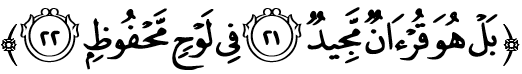 ﴿بَلْ هُوَ قُرْءَانٌ مَّجِيدٌ ٢١ فِي لَوْحٍ مَّحْفُوظٍ ٢٢﴾